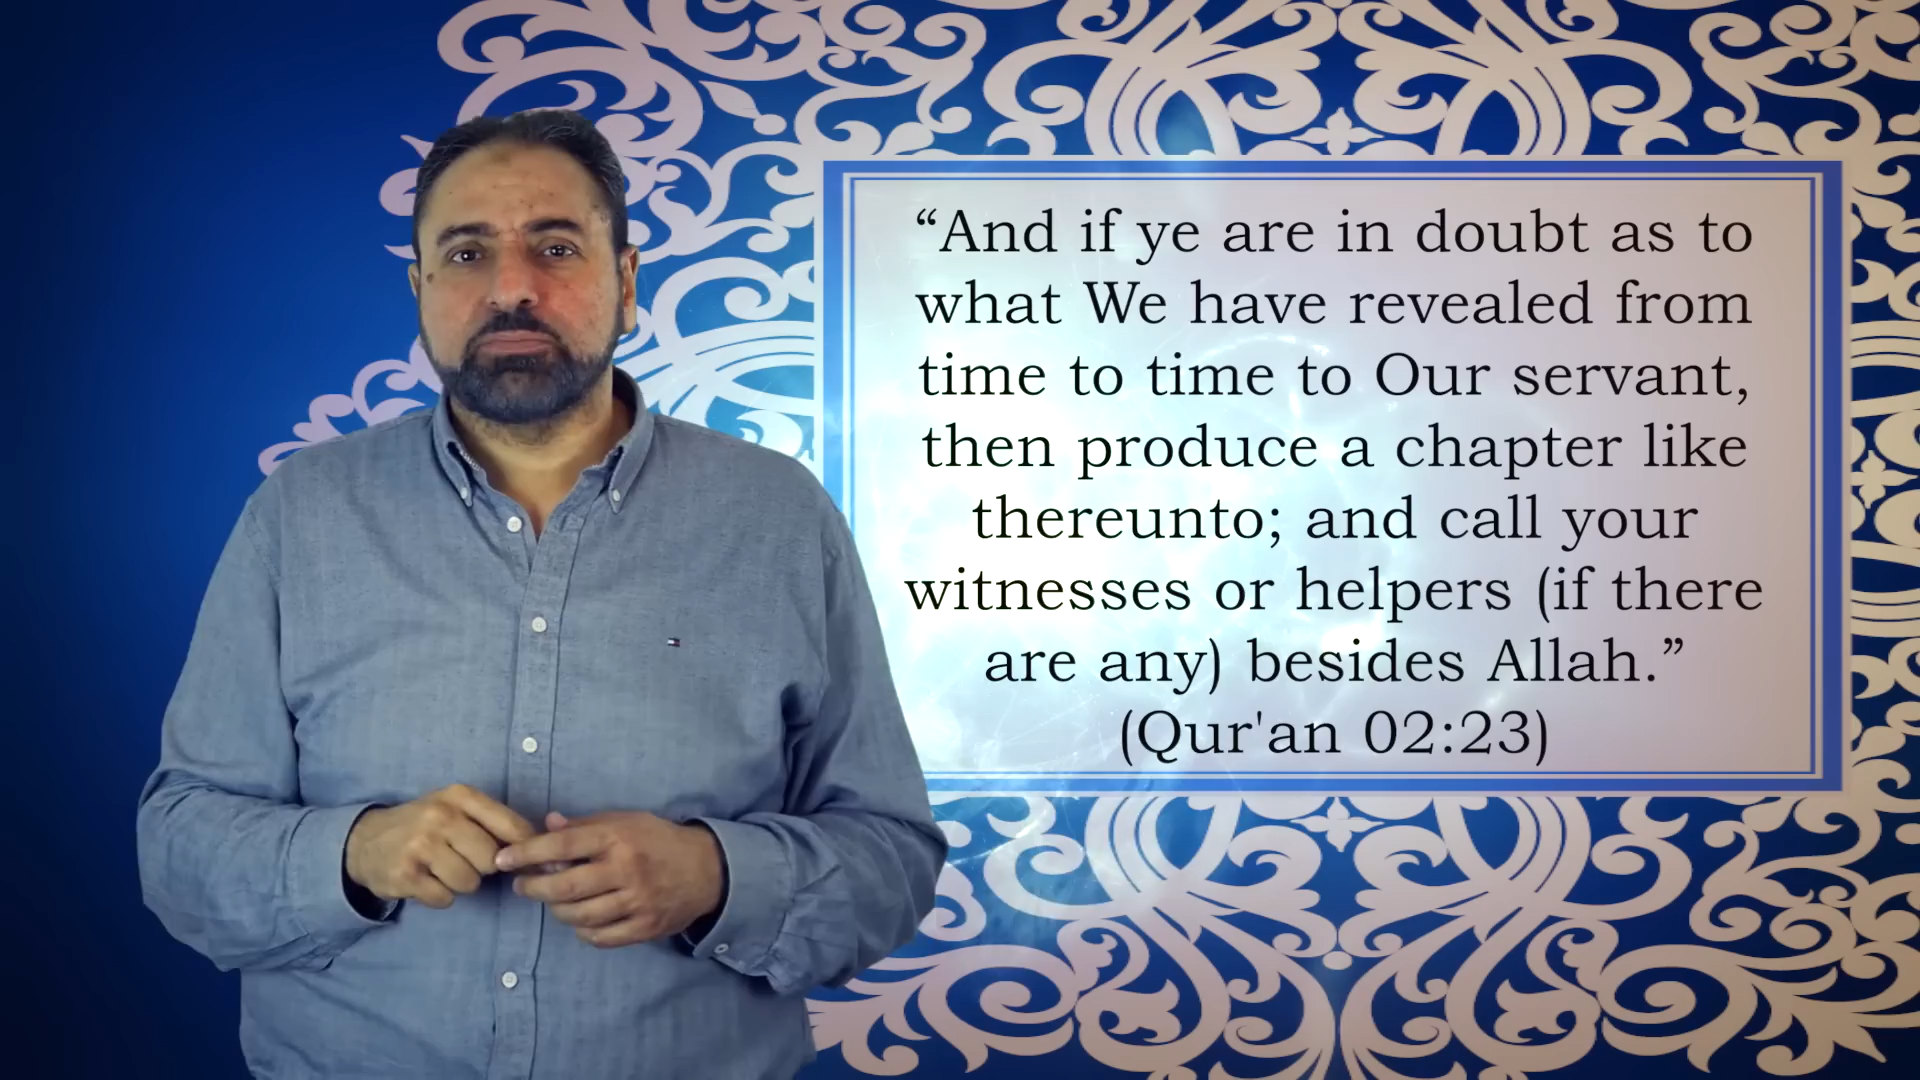 “And if ye are in doubt as to
what We have revealed from
time to time to Our servant,
then produce a chapter like
thereunto; and call your
witnesses or helpers (if there
are any) besides Allah.”
(Qur'an 02:23)